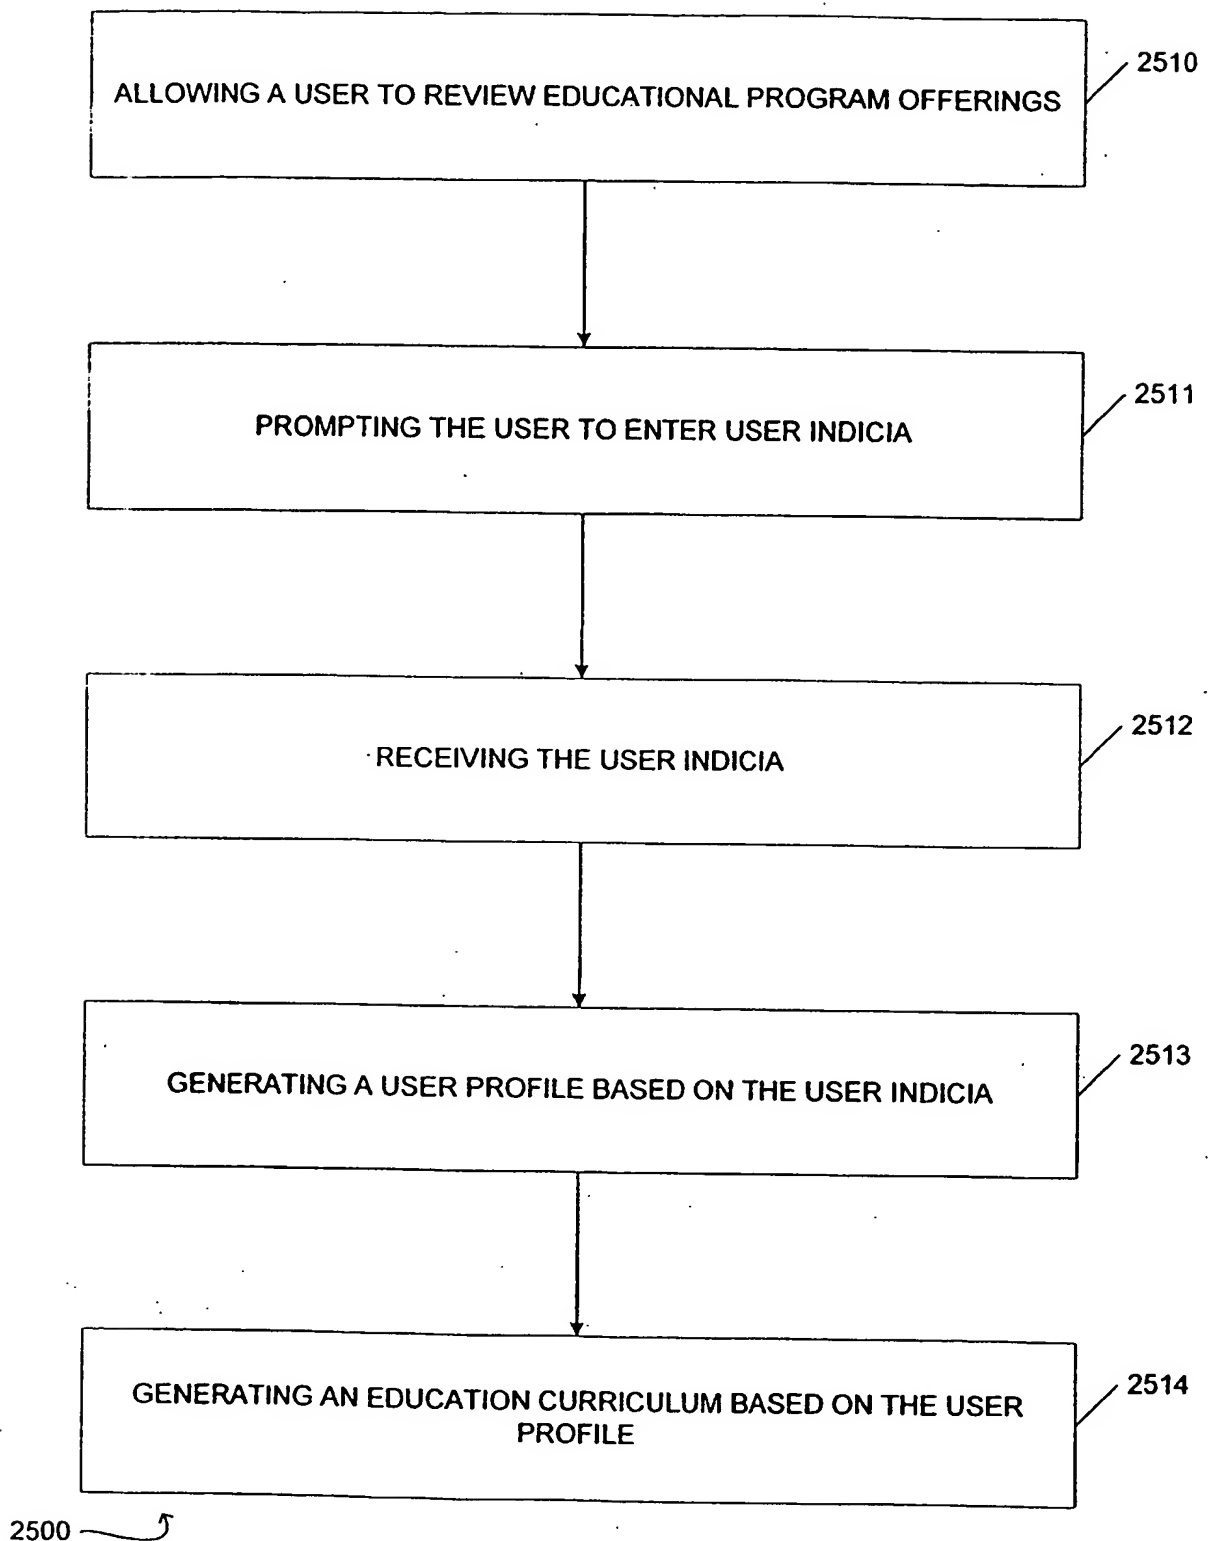 ALLOWING A USER TO REVIEW EDUCATIONAL PROGRAM OFFERINGS
2510
PROMPTING THE USER TO ENTER USER INDICIA
2511
RECEIVING THE USER INDICIA
2512
GENERATING A USER PROFILE BASED ON THE USER INDICIA
2513
GENERATING AN EDUCATION CURRICULUM BASED ON THE USER
PROFILE
2514
2500